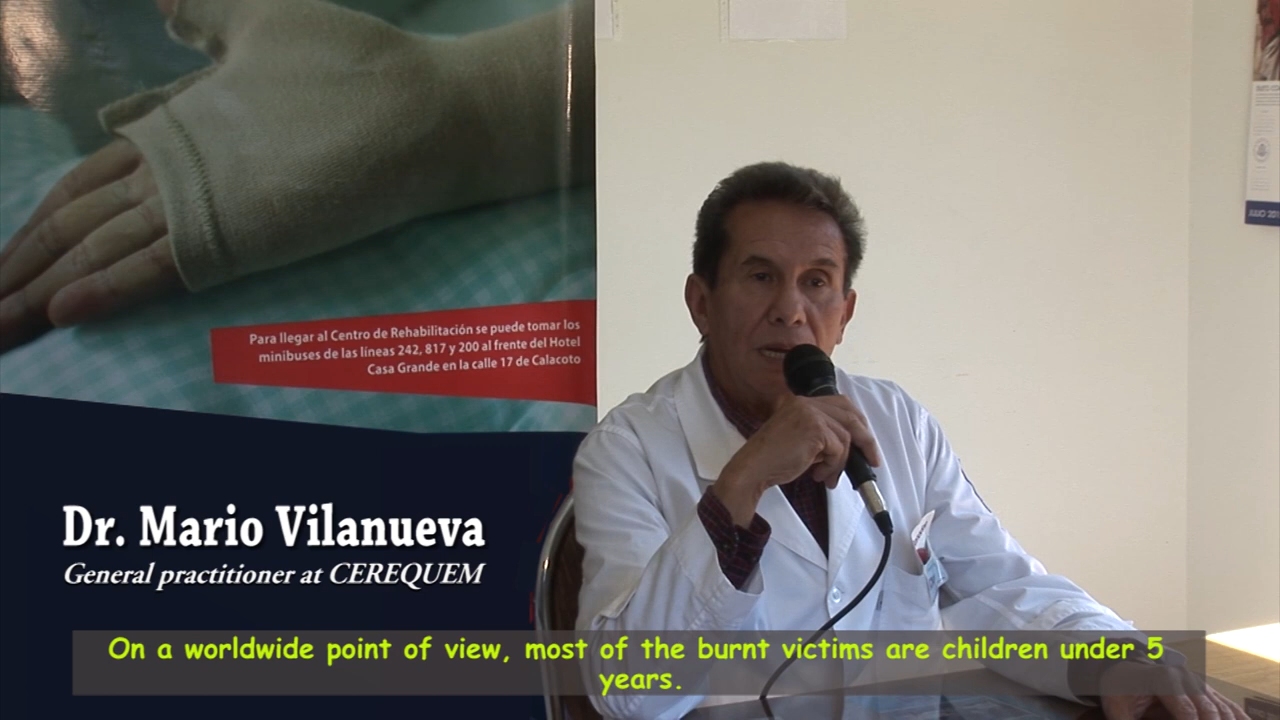 Para llegar al Centro de Rehabilitación se puede tomar los
minibuses de las líneas 242, 817 y 200 al frente del Hotel
Casa Grande en la calle 17 de Calacoto
Dr. Mario Vilanueva
General practitioner at CEREQUEM
On a worldwide point of view, most of the burnt victims are children under 5
years.
JULIO